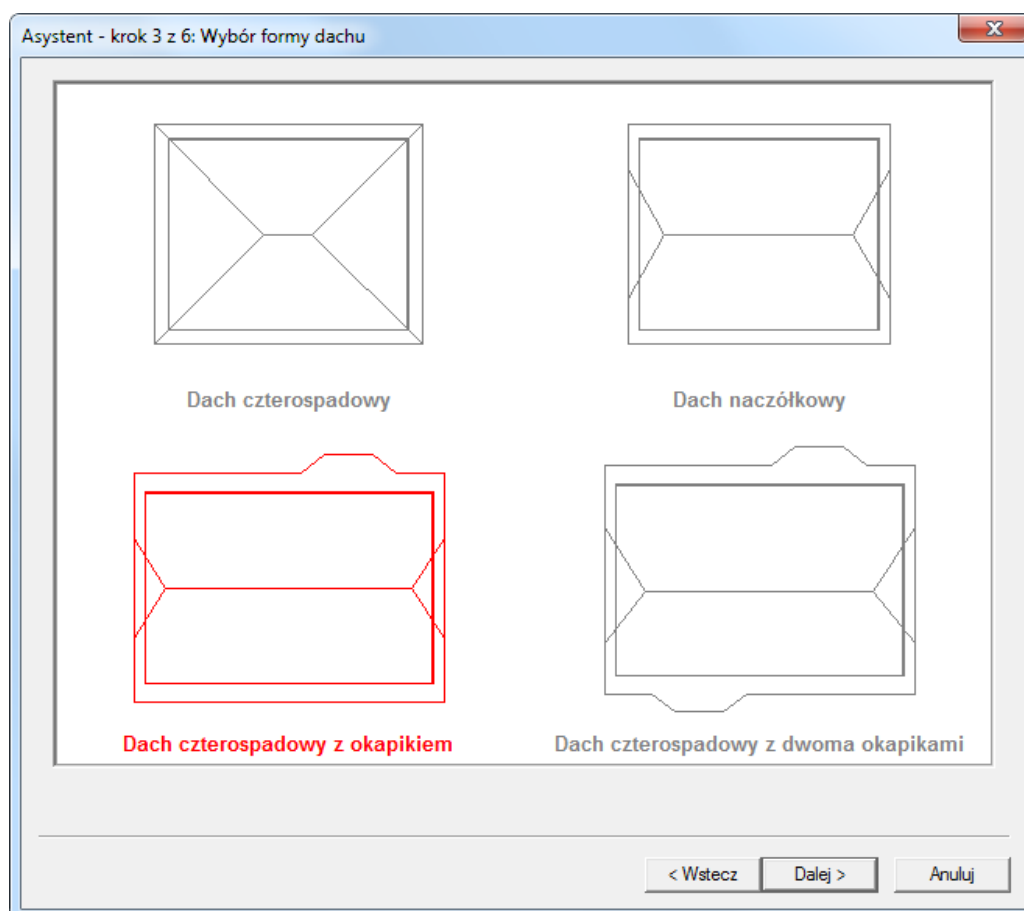 Asystent - krok 3 z 6: Wybór formy dachu
Dach czterospadowy
Dach naczółkowy
Dach czterospadowy z okapikiem
Dach czterospadowy z dwoma okapikami
< Wstecz
Dalej >
Anuluj